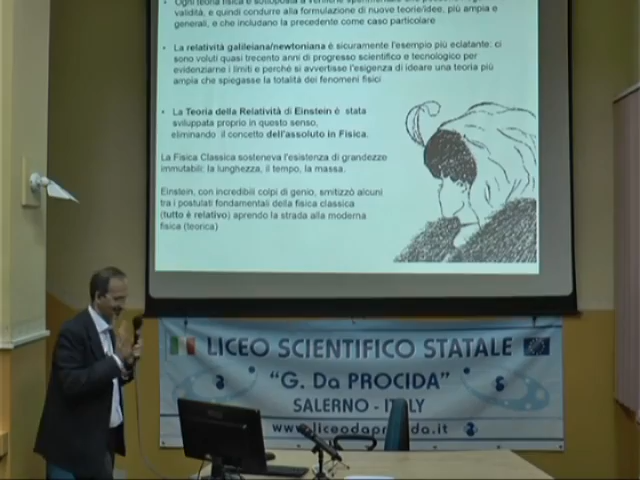 validità, e quindi condurre alla formulazione di nuove teorie/idee, più ampia e
generali, e che includano la precedente come caso particolare
• La relatività galileiana/newtoniana è sicuramente l'esempio più eclatante: ci
sono voluti quasi trecento anni di progresso scientifico e tecnologico per
evidenziarne i limiti e perché si avvertisse l'esigenza di ideare una teoria più
ampia che spiegasse la totalità dei fenomeni fisici
• La Teoria della Relatività di Einstein è stata
sviluppata proprio in questo senso,
eliminando il concetto dell'assoluto in Fisica.
La Fisica Classica sosteneva l'esistenza di grandezze
immutabili: la lunghezza, il tempo, la massa.
Einstein, con incredibili colpi di genio, smitizzò alcuni
tra i postulati fondamentali della fisica classica
(tutto è relativo) aprendo la strada alla moderna
fisica (teorica)
LICEO SCIENTIFICO STATALE
"G. Da PROCIDA"
SALERNO - ITALY
www.liceodaprocida.it